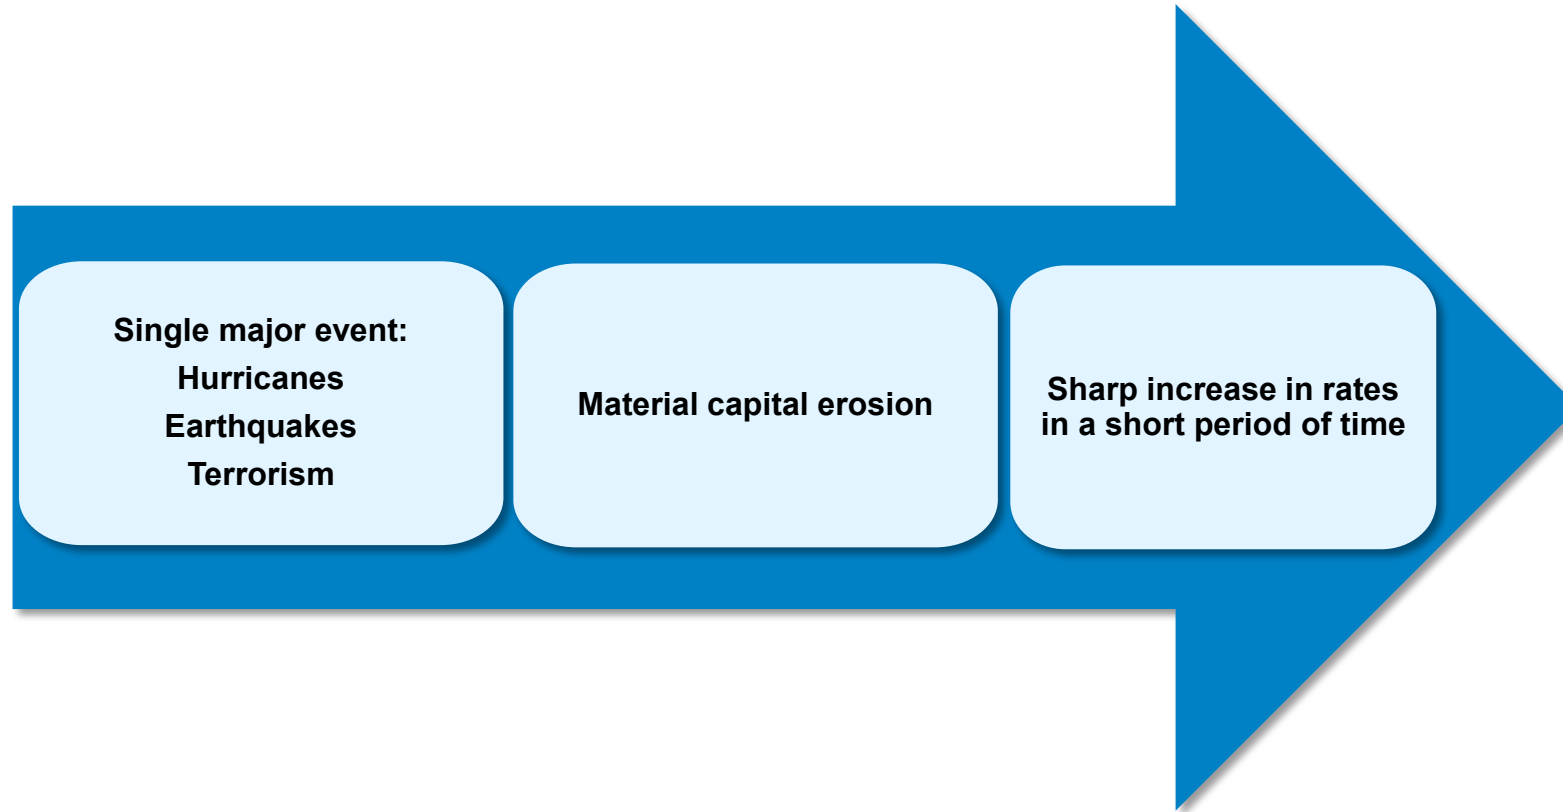 Single major event:
Hurricanes
Earthquakes
Terrorism
Material capital erosion
Sharp increase in rates
in a short period of time